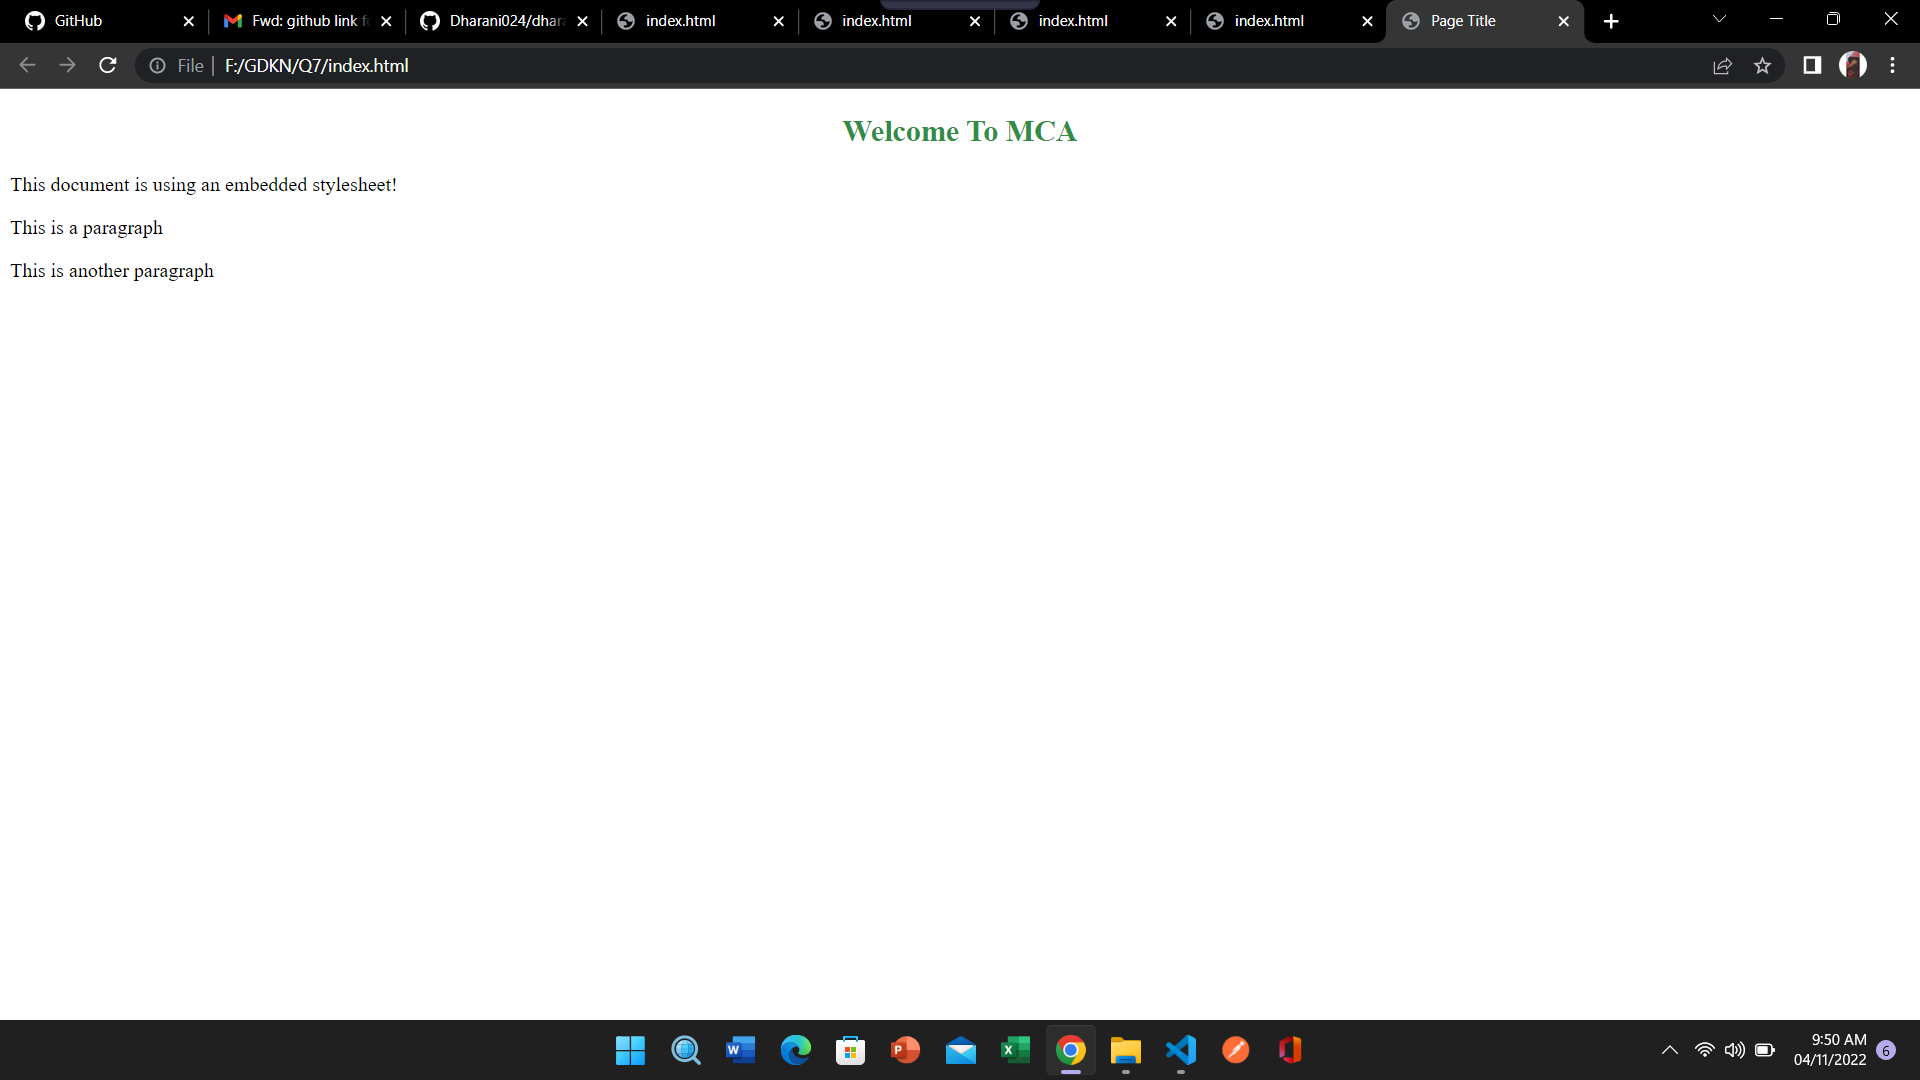 GitHub
Fwd: github link f
Dharani024/dhar
index.html
index.html
index.html
index.html
Page Title
File
F:/GDKN/Q7/index.html
Welcome To MCA
This document is using an embedded stylesheet!
This is a paragraph
This is another paragraph
9:50 AM
04/11/2022
6